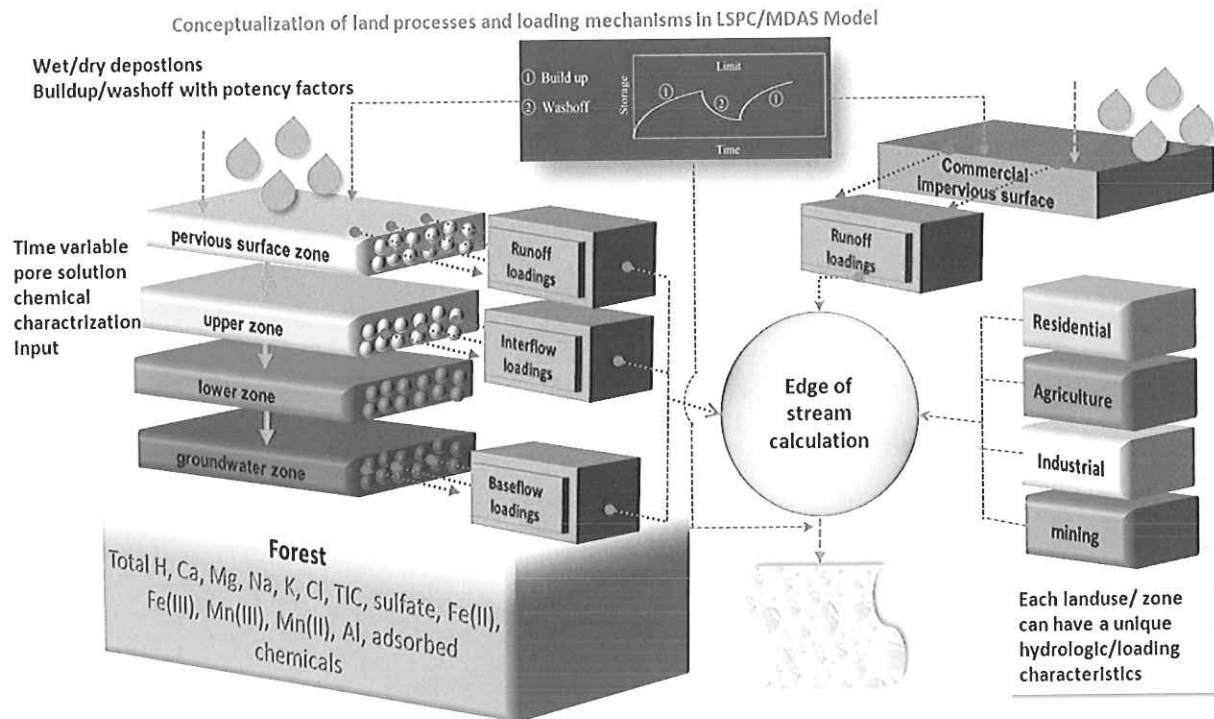 Conceptualization of land processes and loading mechanisms in LSPC/MDAS Model
Wet/dry depostions
Buildup/washoff with potency factors
① Build up
② Washoff
Limit
Storage
①
②
①
Time
Commercial
impervious surface
pervious surface zone
Runoff
loadings
Runoff
loadings
Time variable
pore solution
chemical
charactrization
Input
upper zone
Interflow
loadings
lower zone
groundwater zone
Baseflow
loadings
Edge of
stream
calculation
Residential
Agriculture
Industrial
mining
Forest
Total H, Ca, Mg, Na, K, Cl, TIC, sulfate, Fe(II),
Fe(III), Mn(III), Mn(II), Al, adsorbed
chemicals
Each landuse/ zone
can have a unique
hydrologic/loading
characteristics